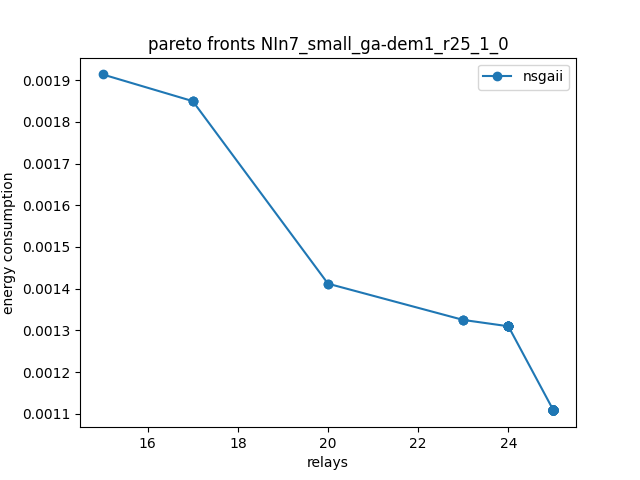 pareto fronts NIn7_small_ga-dem1_r25_1_0
nsgaii
energy consumption
0.0019
0.0018
0.0017
0.0016
0.0015
0.0014
0.0013
0.0012
0.0011
16 18 20 22 24
relays